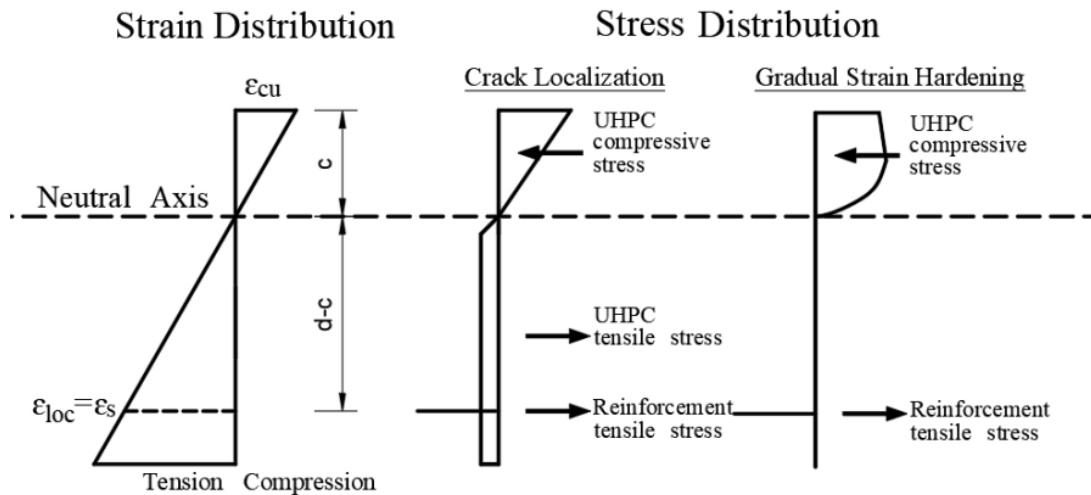 Strain Distribution
Stress Distribution
Crack Localization
Gradual Strain Hardening
εcu
UHPC
compressive
stress
UHPC
compressive
stress
c
Neutral Axis
d-c
UHPC
tensile stress
εloc=εs
Reinforcement
tensile stress
Reinforcement
tensile stress
Tension Compression